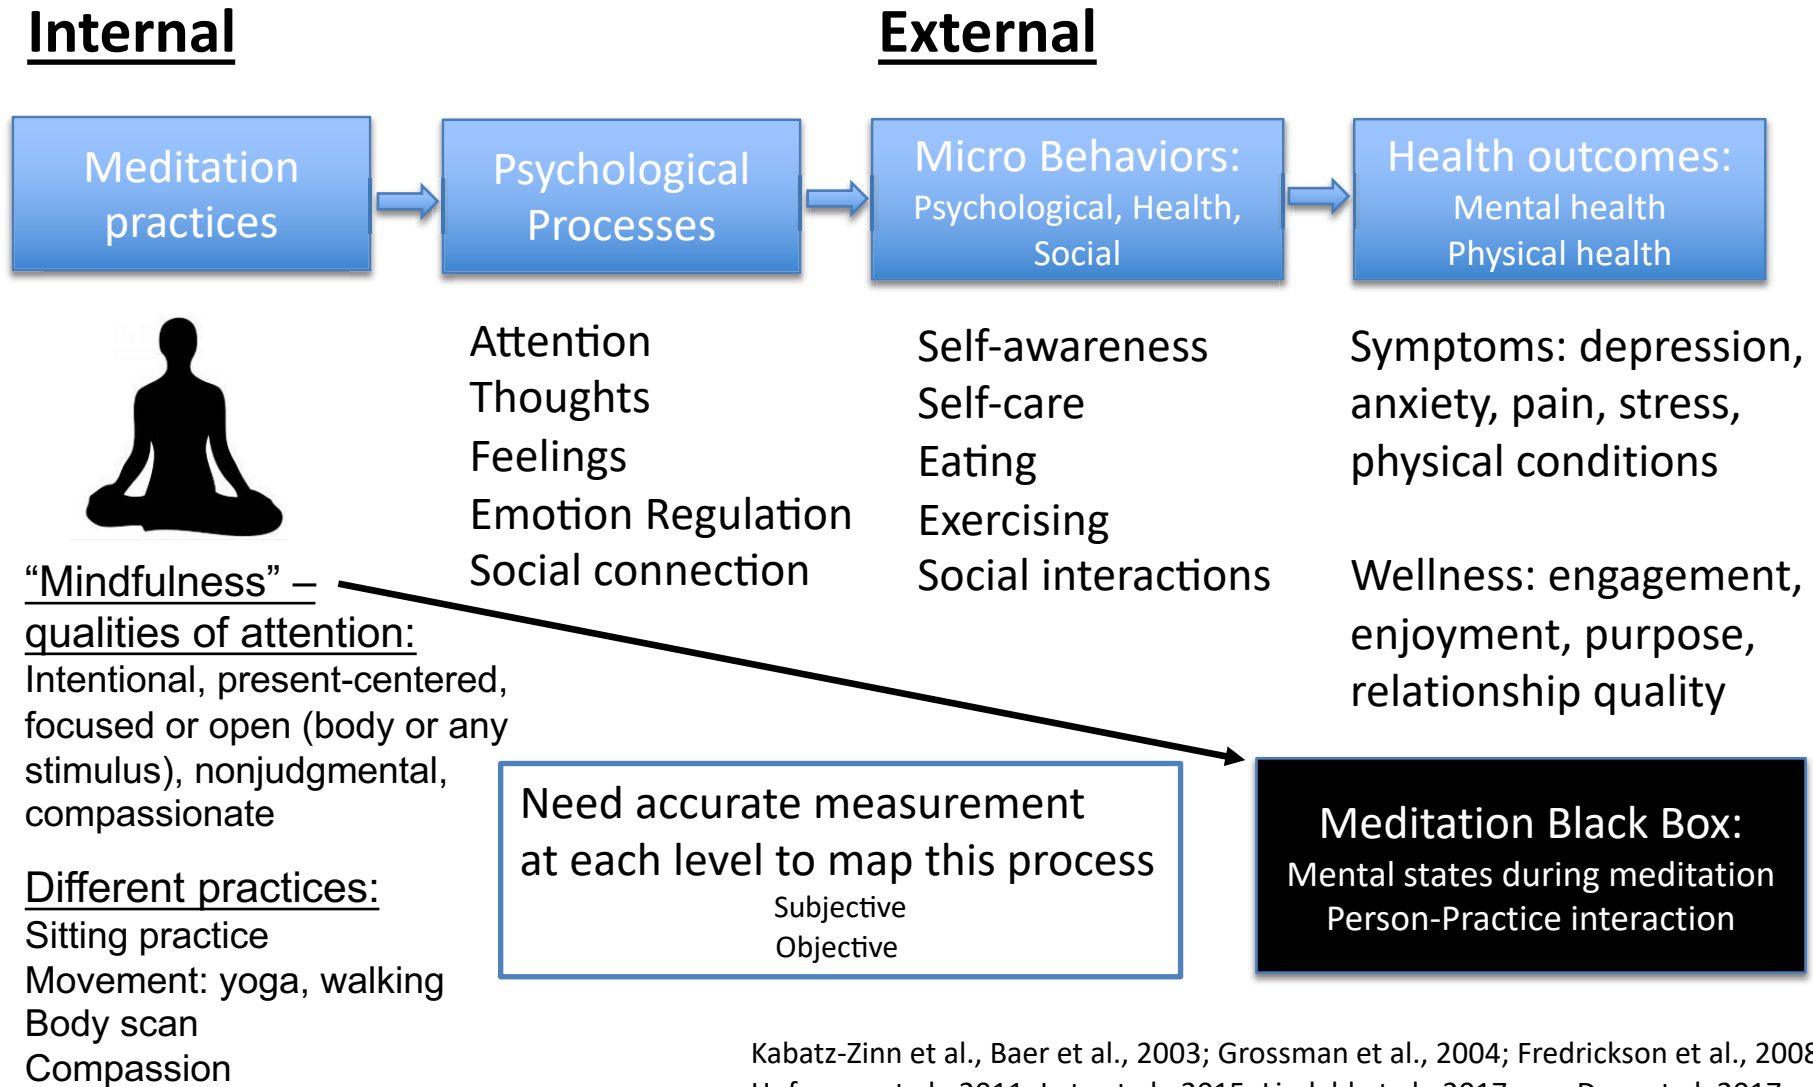 Internal
External
Meditation
practices
Psychological
Processes
Micro Behaviors:
Psychological, Health,
Social
Health outcomes:
Mental health
Physical health
“Mindfulness” –
qualities of attention:
Intentional, present-centered,
focused or open (body or any
stimulus), nonjudgmental,
compassionate
Different practices:
Sitting practice
Movement: yoga, walking
Body scan
Compassion
Attention
Thoughts
Feelings
Emotion Regulation
Social connection
Self-awareness
Self-care
Eating
Exercising
Social interactions
Symptoms: depression,
anxiety, pain, stress,
physical conditions
Wellness: engagement,
enjoyment, purpose,
relationship quality
Need accurate measurement
at each level to map this process
Subjective
Objective
Meditation Black Box:
Mental states during meditation
Person-Practice interaction
Kabatz-Zinn et al., Baer et al., 2003; Grossman et al., 2004; Fredrickson et al., 2008